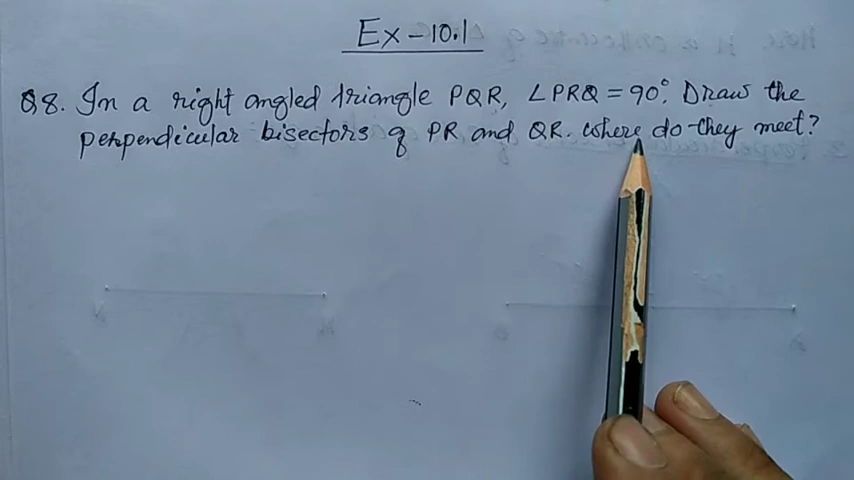 Ex - 10.1
Q8. In a right angled triangle PQR, ∠PRQ = 90°. Draw the
perpendicular bisectors of PR and QR. Where do they meet?